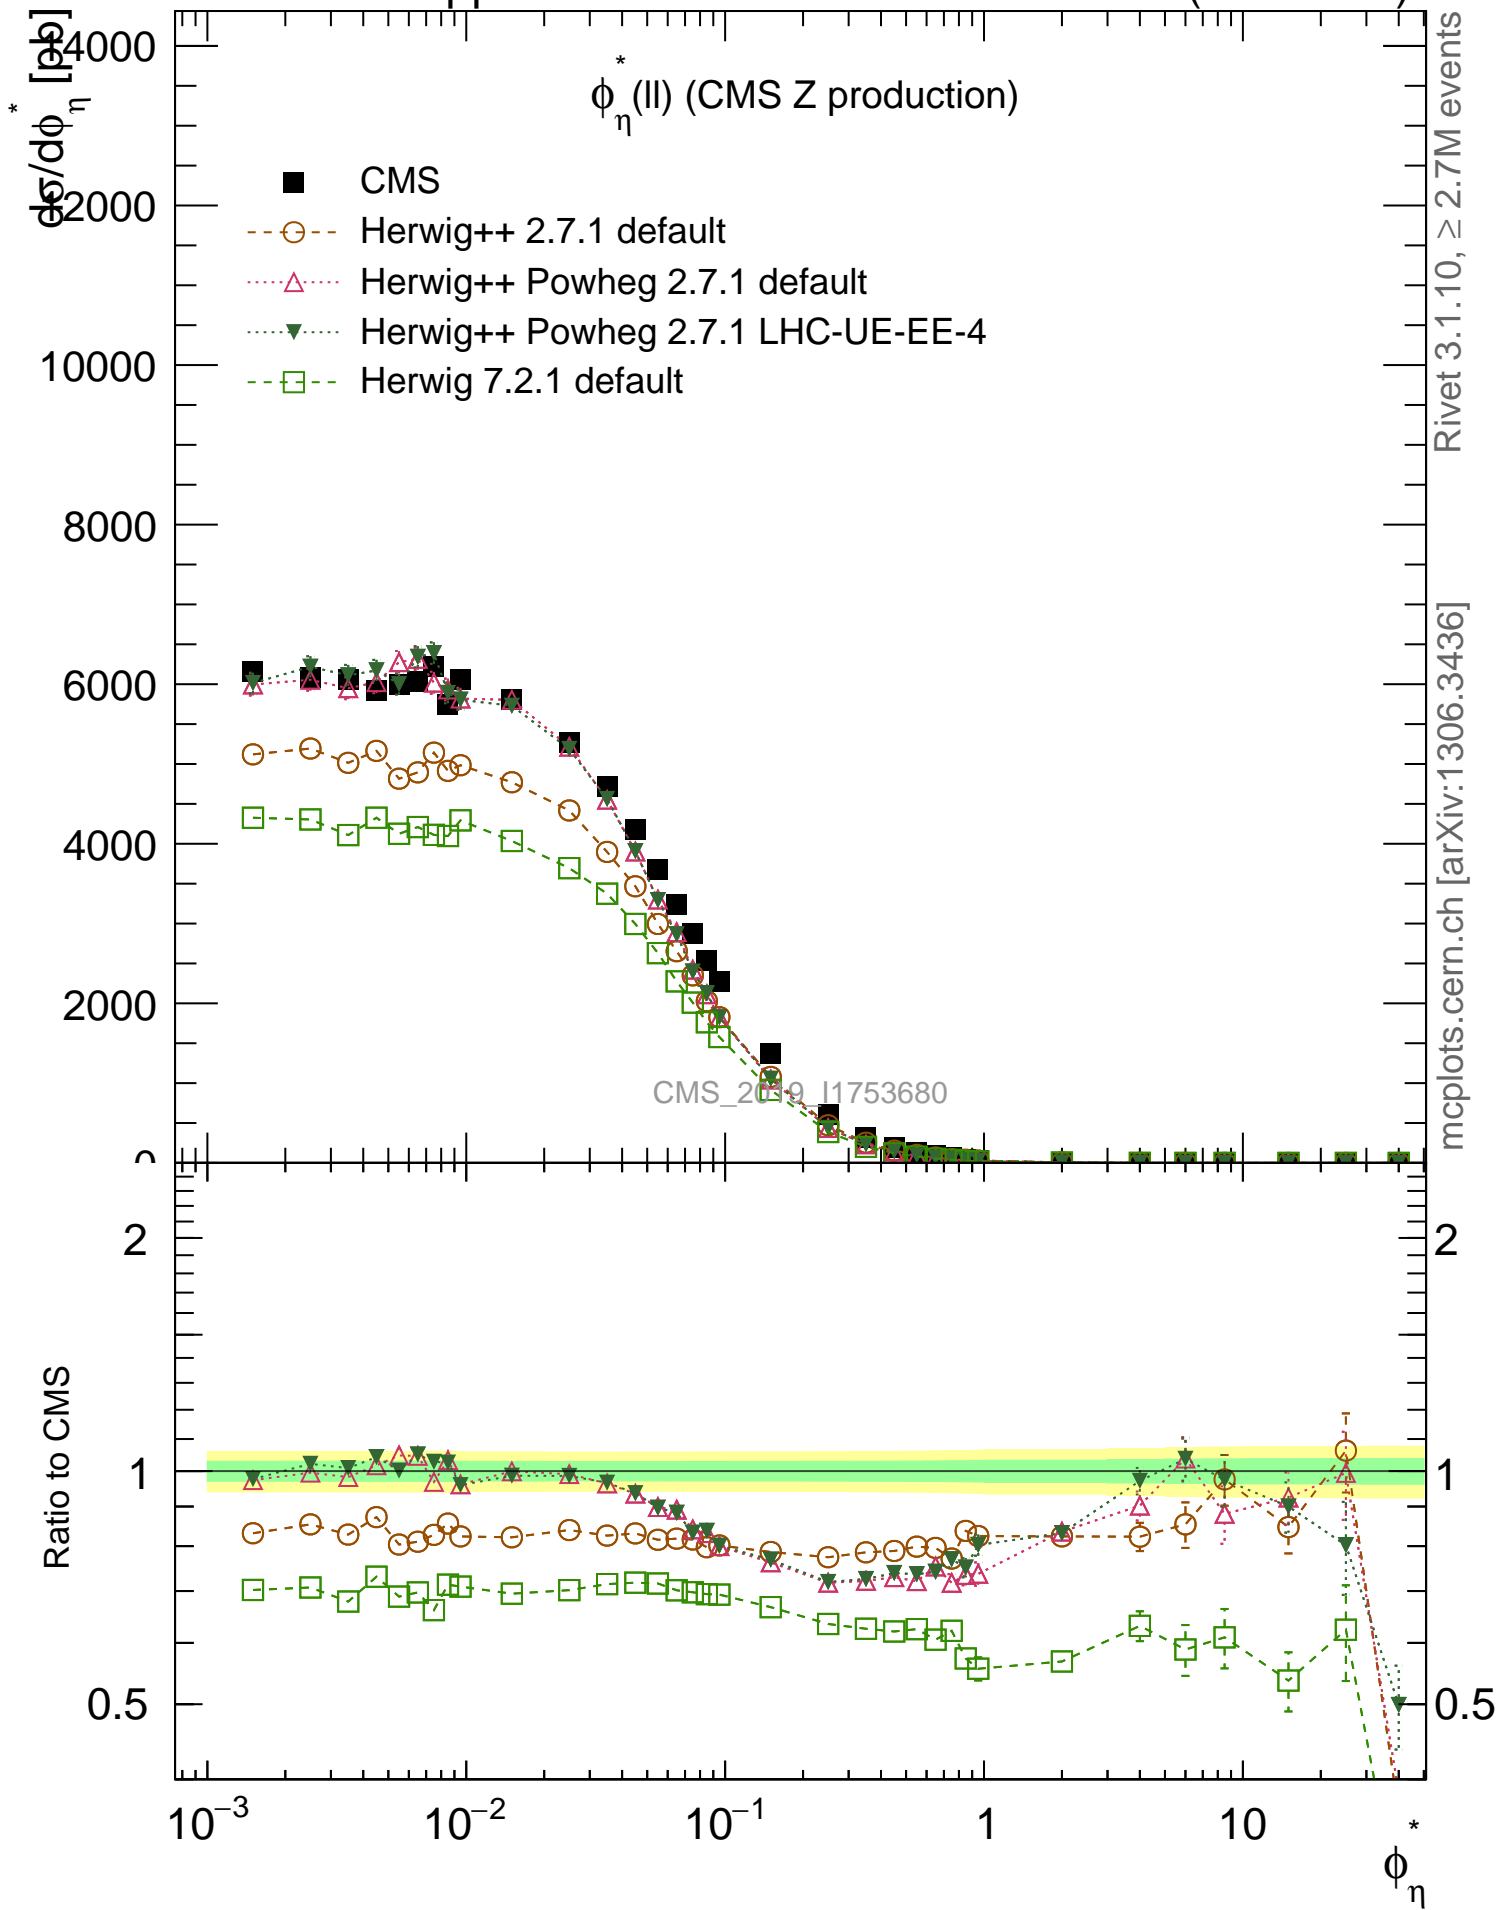 dσ/dφ*η [pb]
φ*η(ll) (CMS Z production)
CMS
Herwig++ 2.7.1 default
Herwig++ Powheg 2.7.1 default
Herwig++ Powheg 2.7.1 LHC-UE-EE-4
Herwig 7.2.1 default
14000
12000
10000
8000
6000
4000
2000
0
CMS_2019_I1753680
Rivet 3.1.10, ≥ 2.7M events
mcplots.cern.ch [arXiv:1306.3436]
Ratio to CMS
2
1
0.5
2
1
0.5
10−3 10−2 10−1 1 10
φ*η